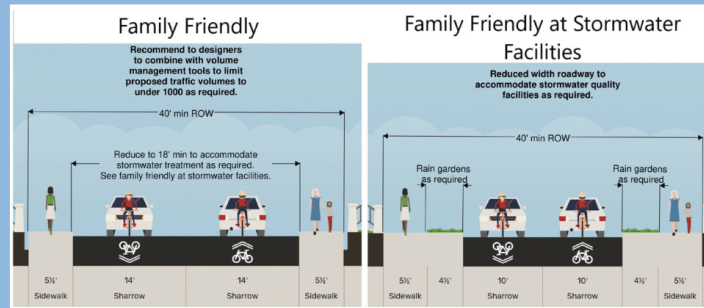 Family Friendly
Recommend to designers
to combine with volume
management tools to limit
proposed traffic volumes to
under 1000 as required.
40' min ROW
Reduce to 18' min to accommodate
stormwater treatment as required.
See family friendly at stormwater facilities.
5½' 14' 14' 5½'
Sidewalk Sharrow Sharrow Sidewalk
Family Friendly at Stormwater
Facilities
Reduced width roadway to
accommodate stormwater quality
facilities as required.
40' min ROW
Rain gardens Rain gardens
as required as required
5½' 4½' 10' 10' 4½' 5½'
Sidewalk Sharrow Sharrow Sidewalk